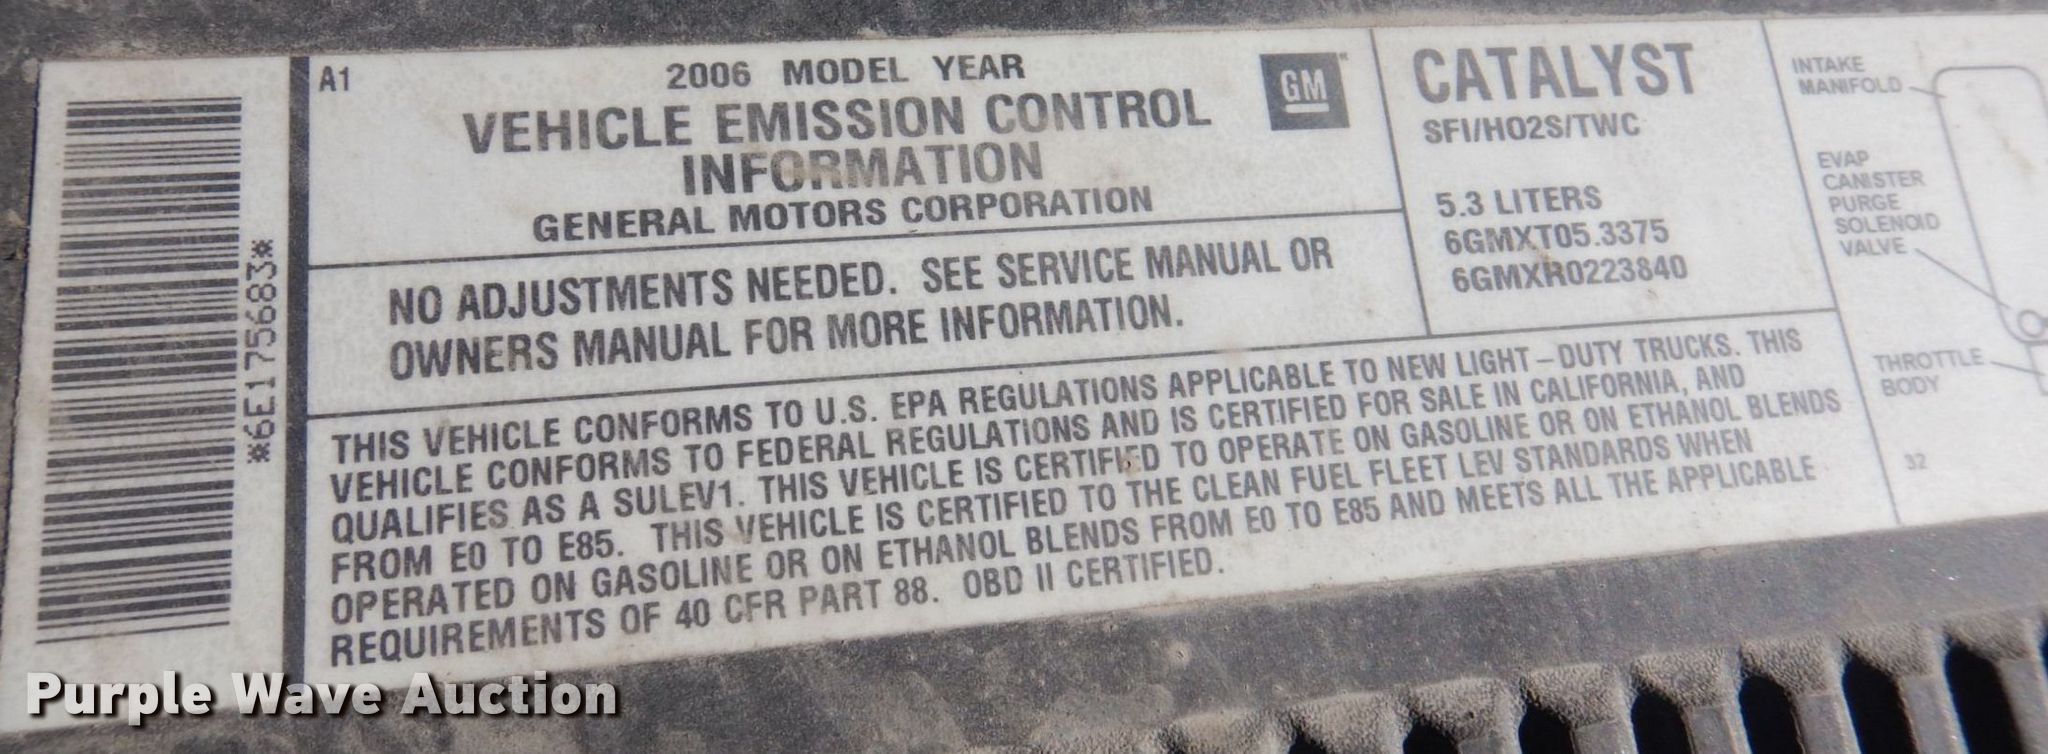 *6E175683*
A1
2006 MODEL YEAR
VEHICLE EMISSION CONTROL
INFORMATION
GENERAL MOTORS CORPORATION
GM
NO ADJUSTMENTS NEEDED. SEE SERVICE MANUAL OR
OWNERS MANUAL FOR MORE INFORMATION.
CATALYST
SFI/HO2S/TWC
5.3 LITERS
6GMXT05.3375
6GMXR0223840
THIS VEHICLE CONFORMS TO U.S. EPA REGULATIONS APPLICABLE TO NEW LIGHT-DUTY TRUCKS. THIS
VEHICLE CONFORMS TO FEDERAL REGULATIONS AND IS CERTIFIED FOR SALE IN CALIFORNIA, AND
QUALIFIES AS A SULEV1. THIS VEHICLE IS CERTIFIED TO OPERATE ON GASOLINE OR ON ETHANOL BLENDS
FROM E0 TO E85. THIS VEHICLE IS CERTIFIED TO THE CLEAN FUEL FLEET LEV STANDARDS WHEN
OPERATED ON GASOLINE OR ON ETHANOL BLENDS FROM E0 TO E85 AND MEETS ALL THE APPLICABLE
REQUIREMENTS OF 40 CFR PART 88. OBD II CERTIFIED.
INTAKE
MANIFOLD
EVAP
CANISTER
PURGE
SOLENOID
VALVE
THROTTLE
BODY
32
Purple Wave Auction